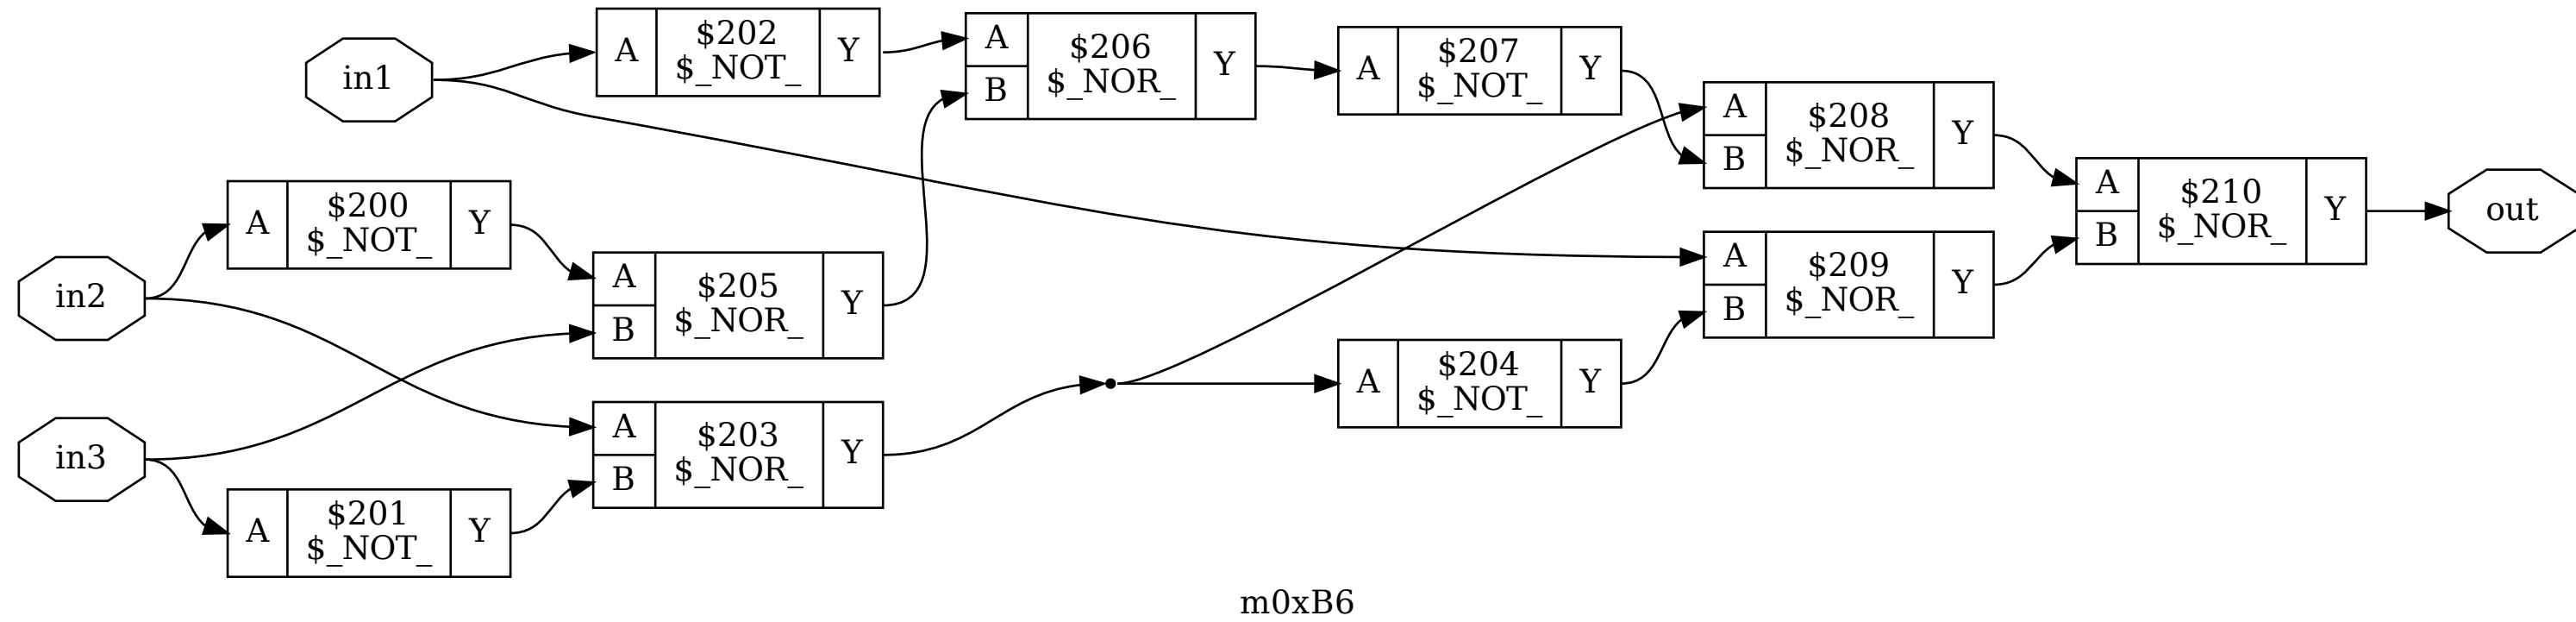 in1
A
$202
$_NOT_
Y
A
B
$206
$_NOR_
Y
A
$207
$_NOT_
Y
A
B
$208
$_NOR_
Y
in2
A
$200
$_NOT_
Y
A
B
$205
$_NOR_
Y
A
B
$209
$_NOR_
Y
A
B
$210
$_NOR_
Y
out
in3
A
$201
$_NOT_
Y
A
B
$203
$_NOR_
Y
A
$204
$_NOT_
Y
m0xB6